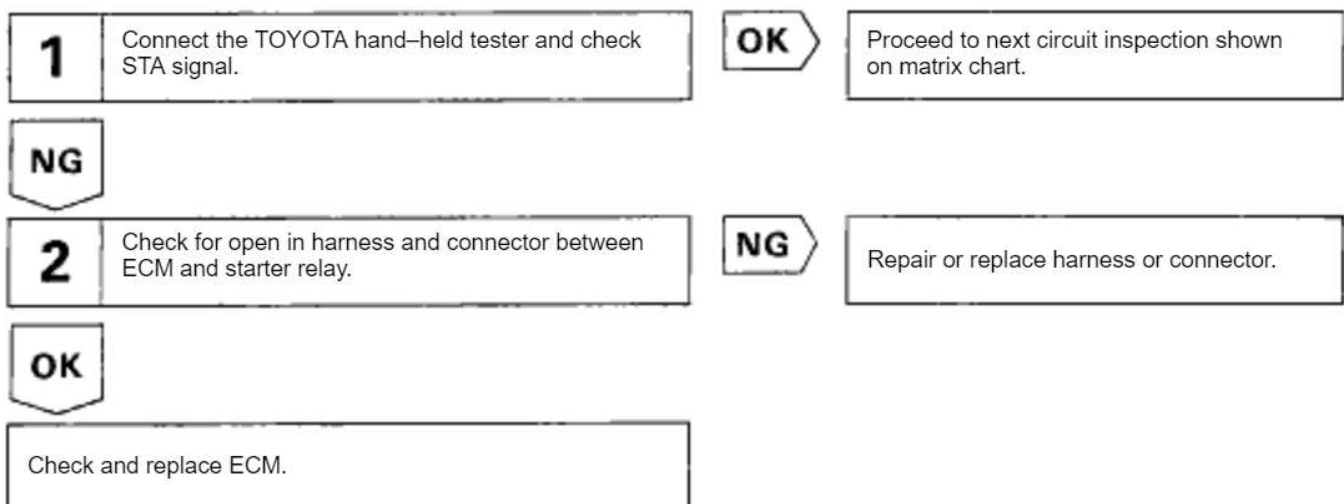 1
Connect the TOYOTA hand–held tester and check
STA signal.
OK
Proceed to next circuit inspection shown
on matrix chart.
NG
2
Check for open in harness and connector between
ECM and starter relay.
NG
Repair or replace harness or connector.
OK
Check and replace ECM.